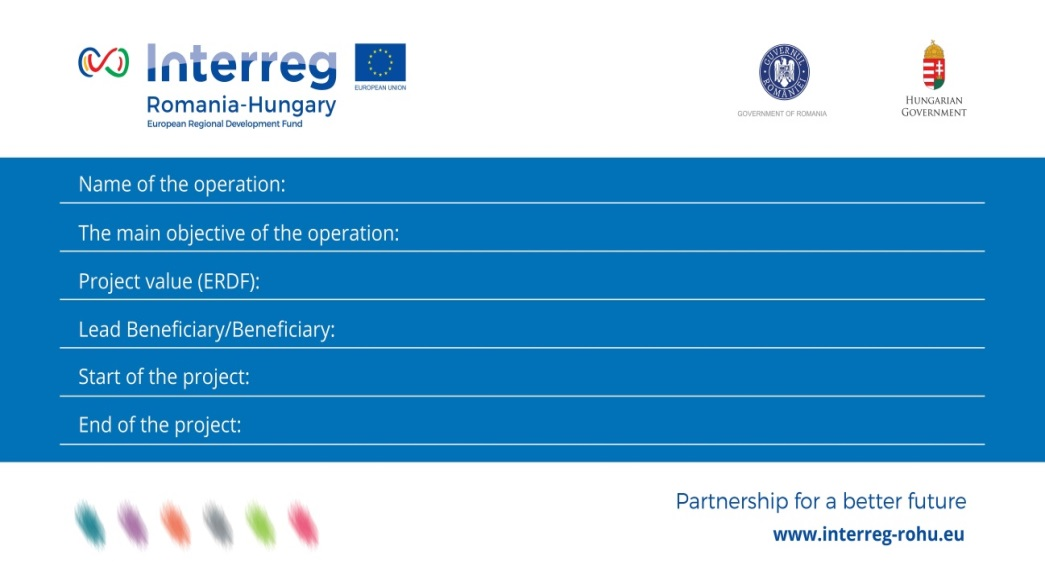 Interreg
EUROPEAN UNION
Romania-Hungary
European Regional Development Fund
GUVERNUL ROMÂNIEI
GOVERNMENT OF ROMANIA
HUNGARIAN
GOVERNMENT
Name of the operation:
The main objective of the operation:
Project value (ERDF):
Lead Beneficiary/Beneficiary:
Start of the project:
End of the project:
Partnership for a better future
www.interreg-rohu.eu